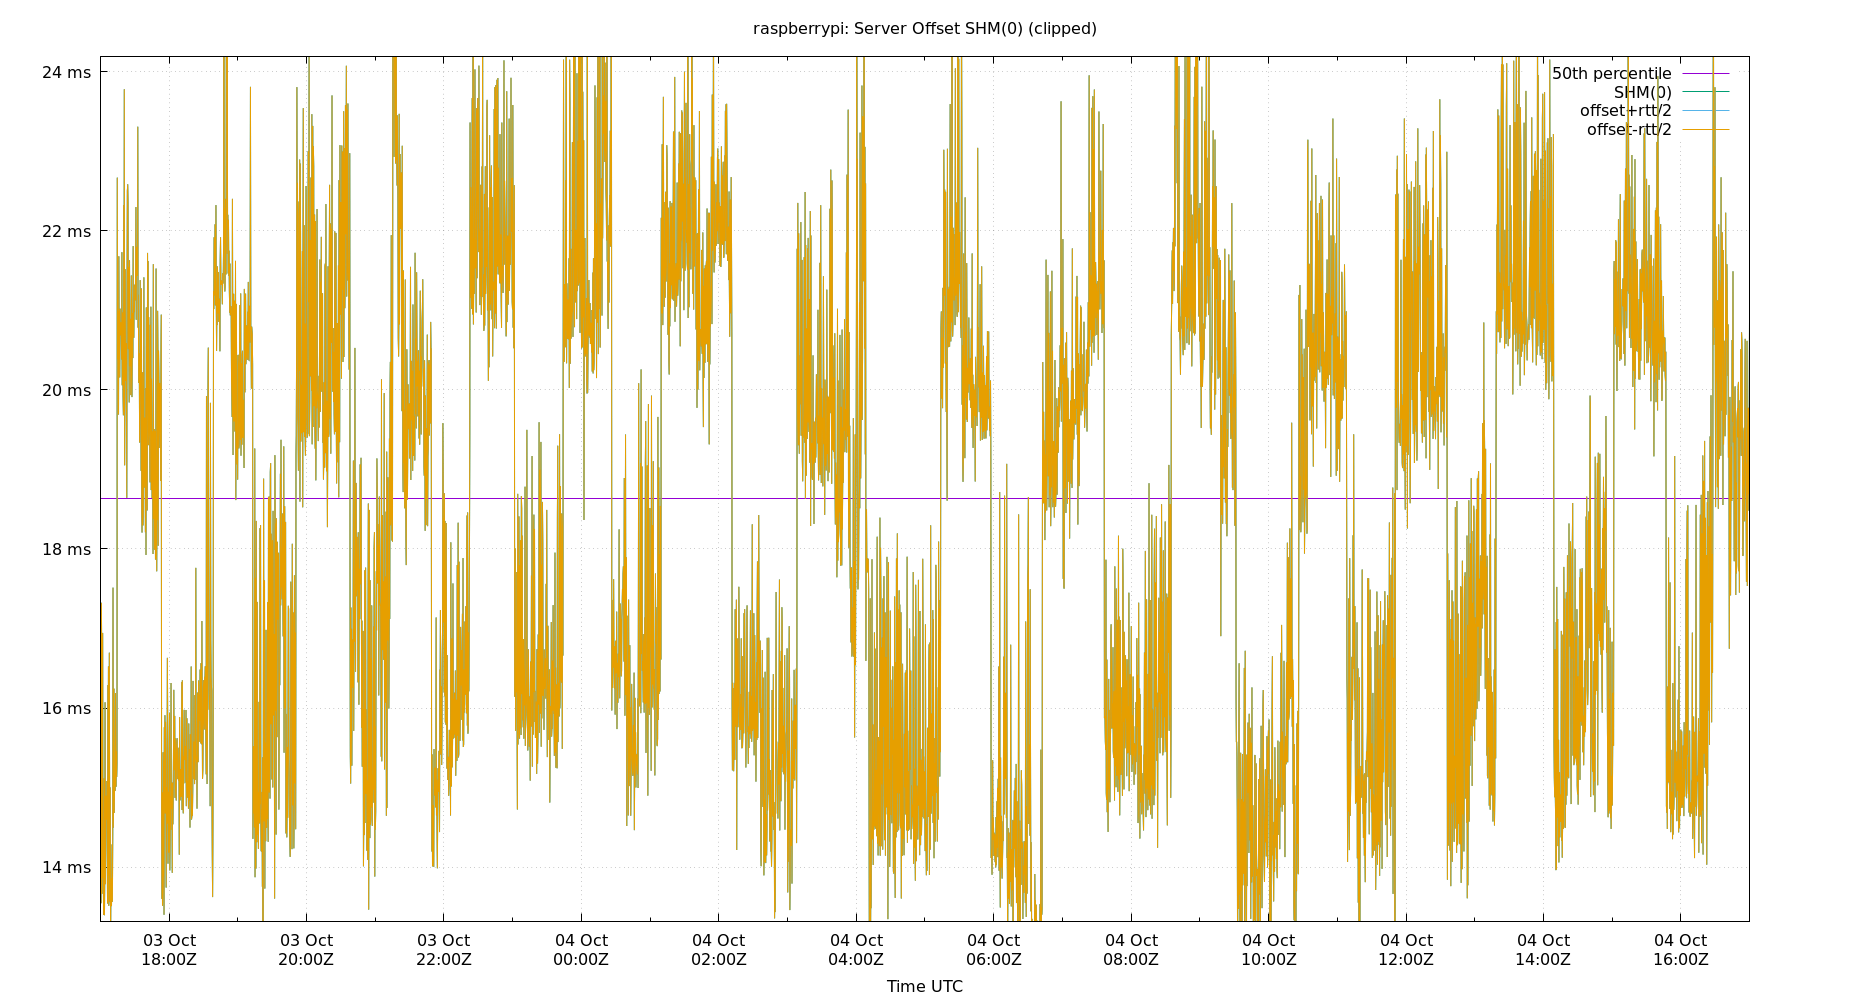 raspberrypi: Server Offset SHM(0) (clipped)
24 ms
22 ms
20 ms
18 ms
16 ms
14 ms
50th percentile
SHM(0)
offset+rtt/2
offset-rtt/2
03 Oct 03 Oct 03 Oct 04 Oct 04 Oct 04 Oct 04 Oct 04 Oct 04 Oct 04 Oct 04 Oct 04 Oct
18:00Z 20:00Z 22:00Z 00:00Z 02:00Z 04:00Z 06:00Z 08:00Z 10:00Z 12:00Z 14:00Z 16:00Z
Time UTC